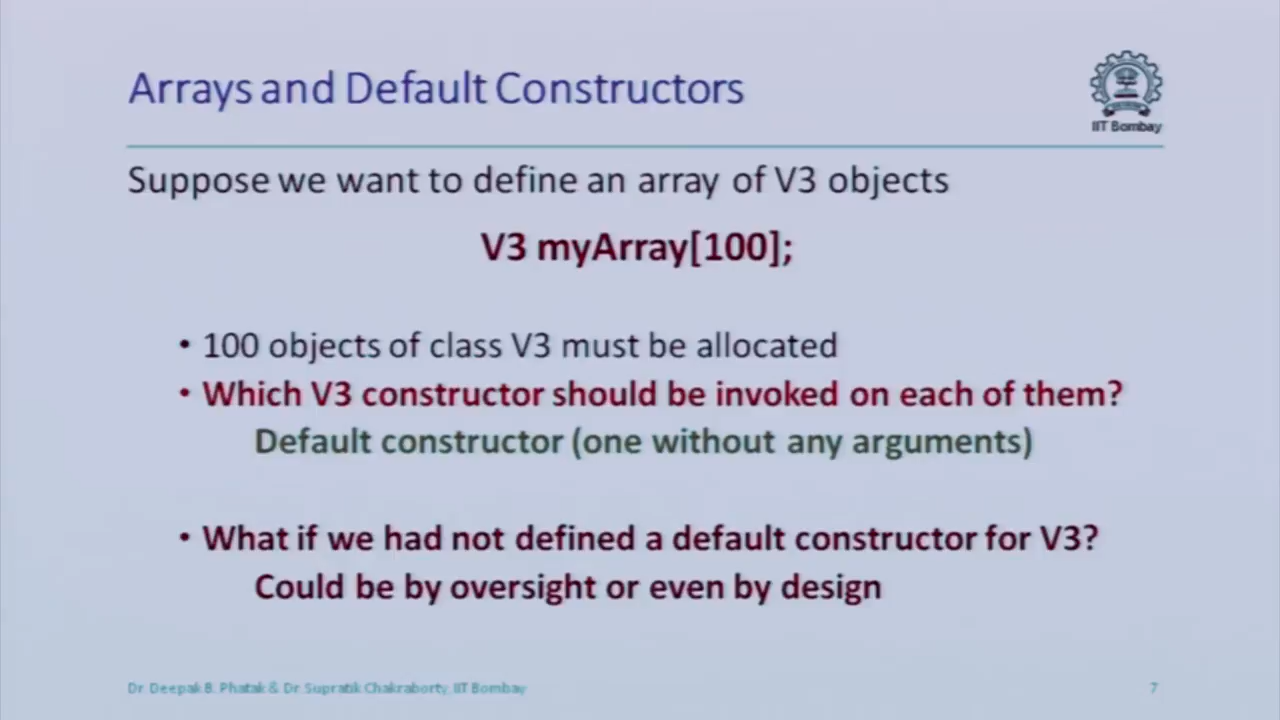 Arrays and Default Constructors
IIT Bombay
Suppose we want to define an array of V3 objects
V3 myArray[100];
• 100 objects of class V3 must be allocated
• Which V3 constructor should be invoked on each of them?
Default constructor (one without any arguments)
• What if we had not defined a default constructor for V3?
Could be by oversight or even by design
Dr Deepak B. Phatak & Dr Supratik Chakraborty, IIT Bombay
7